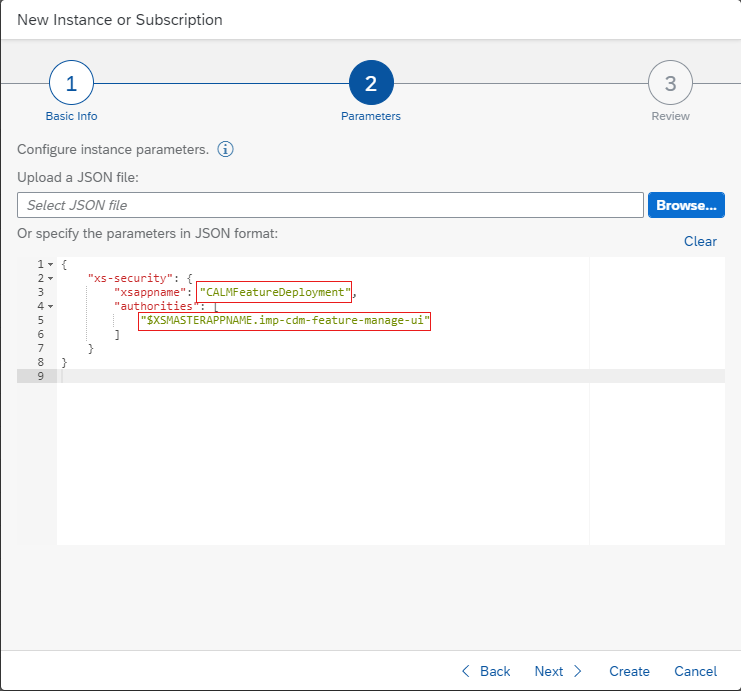 New Instance or Subscription
1
2
3
Basic Info
Parameters
Review
Configure instance parameters.
Upload a JSON file:
Select JSON file
Browse...
Or specify the parameters in JSON format:
Clear
1 {
2 "xs-security": {
3 "xsappname": "CALMFeatureDeployment",
4 "authorities": [
5 "$XSMASTERAPPNAME.imp-cdm-feature-manage-ui"
6 ]
7 }
8 }
9
Back Next Create Cancel